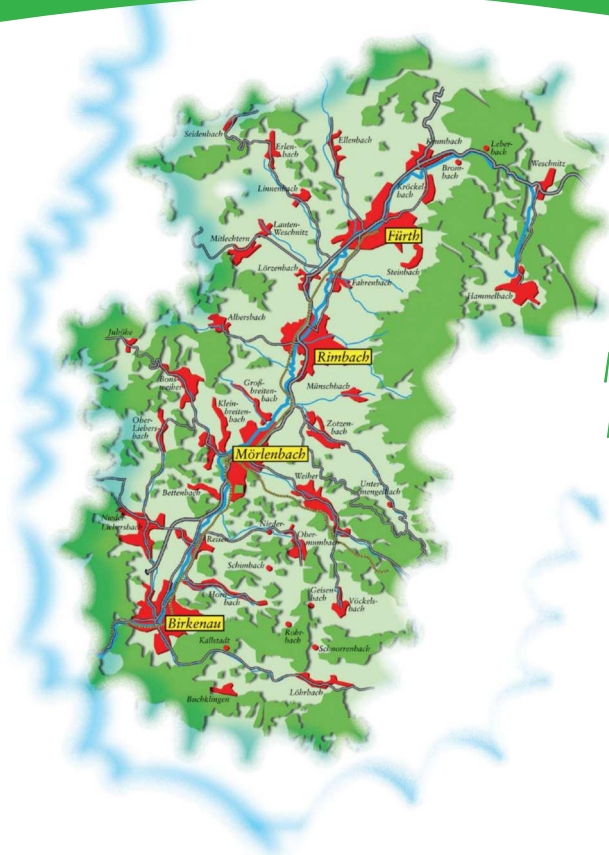 Seidenbach
Erlen-
bach
Ellenbach
Krumbach
Leber-
bach
Brom-
bach
Weschnitz
Linnenbach
Kröckel-
bach
Lauten-
Weschnitz
Mitlechtern
Fürth
Steinbach
Lörzenbach
Fahrenbach
Hammelbach
Albersbach
Juhöhe
Rimbach
Bons-
weiher
Groß-
breiten-
bach
Münschbach
Klein-
breiten-
bach
Ober-
Liebers-
bach
Zotzen-
bach
Mörlenbach
Weiher
Unter-
mengelbach
Bettenbach
Nieder-
Liebersbach
Reisen
Nieder-
Ober-
mumbach
Schimbach
Horn-
bach
Geisen-
bach
Vöckels-
bach
Birkenau
Rohr-
bach
Kallstadt
Schnorrenbach
Löhrbach
Buchklingen